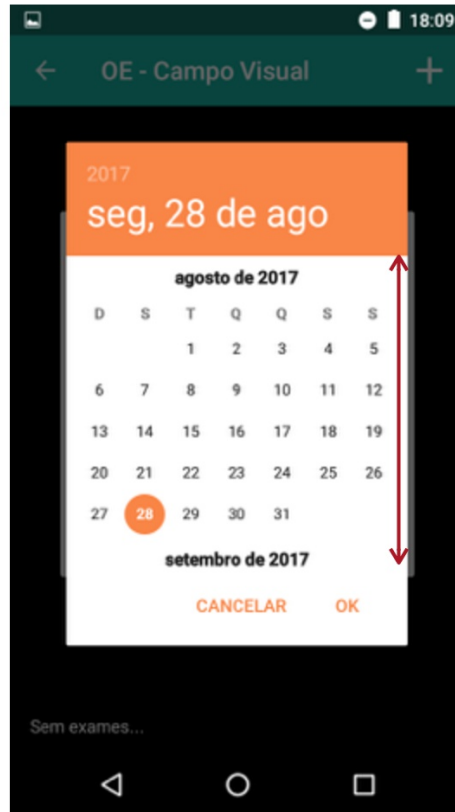 18:09
OE - Campo Visual
2017
seg, 28 de ago
agosto de 2017
D S T Q Q S S
1 2 3 4 5
6 7 8 9 10 11 12
13 14 15 16 17 18 19
20 21 22 23 24 25 26
27 28 29 30 31
setembro de 2017
CANCELAR OK
Sem exames...